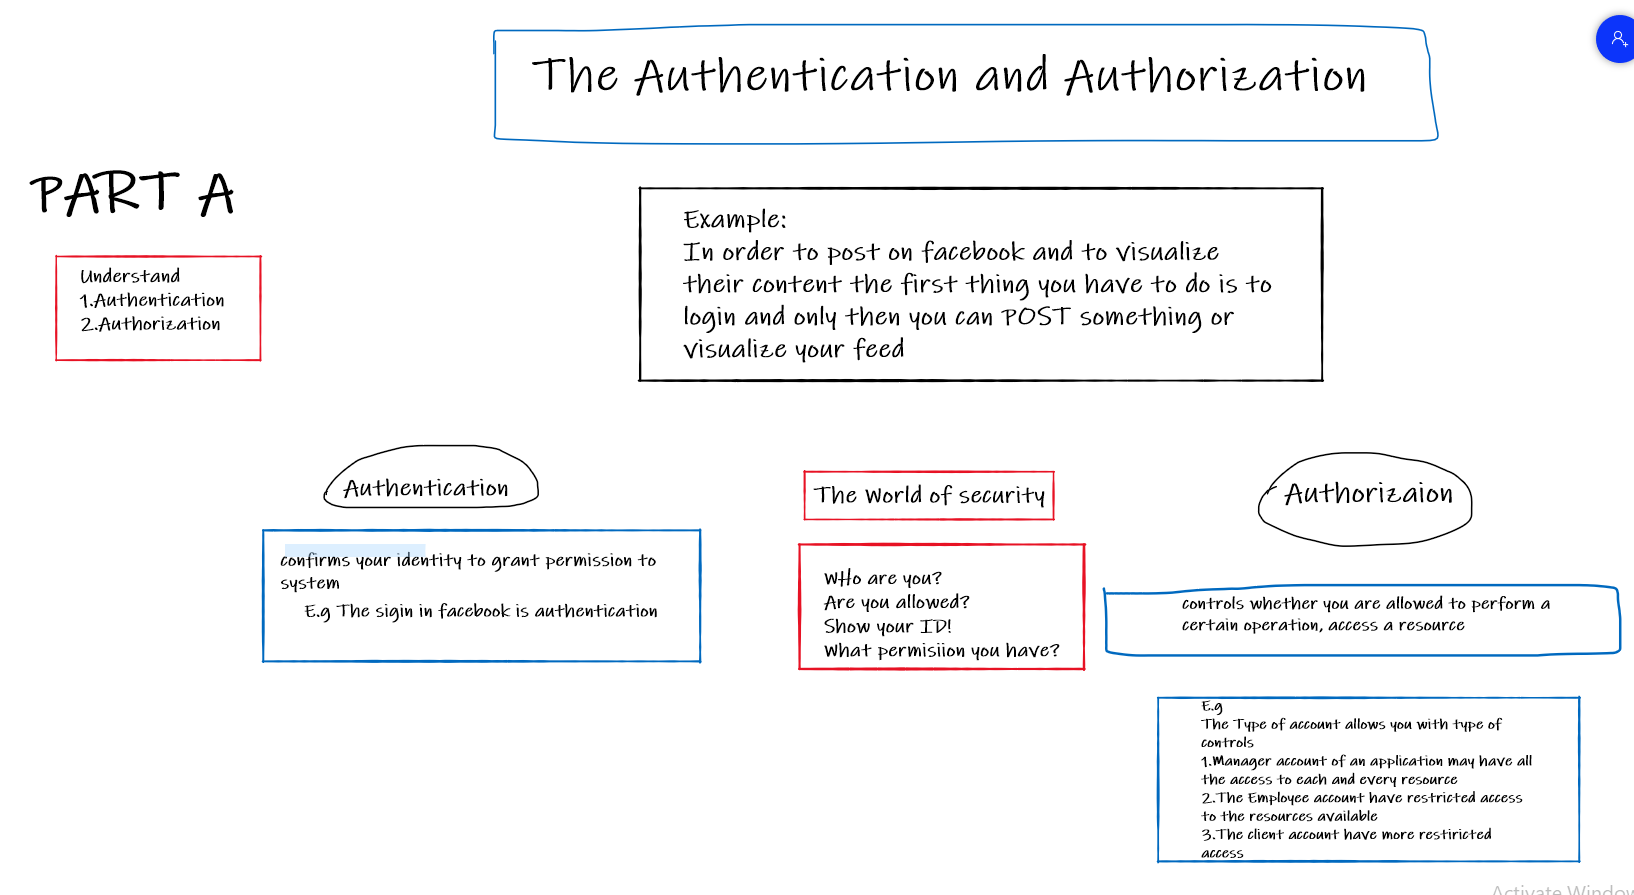 The Authentication and Authorization
PART A
Understand
1.Authentication
2.Authorization
Example:
In order to post on facebook and to visualize
their content the first thing you have to do is to
login and only then you can POST something or
visualize your feed
Authentication
confirms your identity to grant permission to
system
E.g The sigin in facebook is authentication
The World of security
WHo are you?
Are you allowed?
Show your ID!
What permisiion you have?
Authorizaion
controls whether you are allowed to perform a
certain operation, access a resource
E.g
The Type of account allows you with type of
controls
1.Manager account of an application may have all
the access to each and every resource
2.The Employee account have restricted access
to the resources available
3.The client account have more restiricted
access
Activate Window